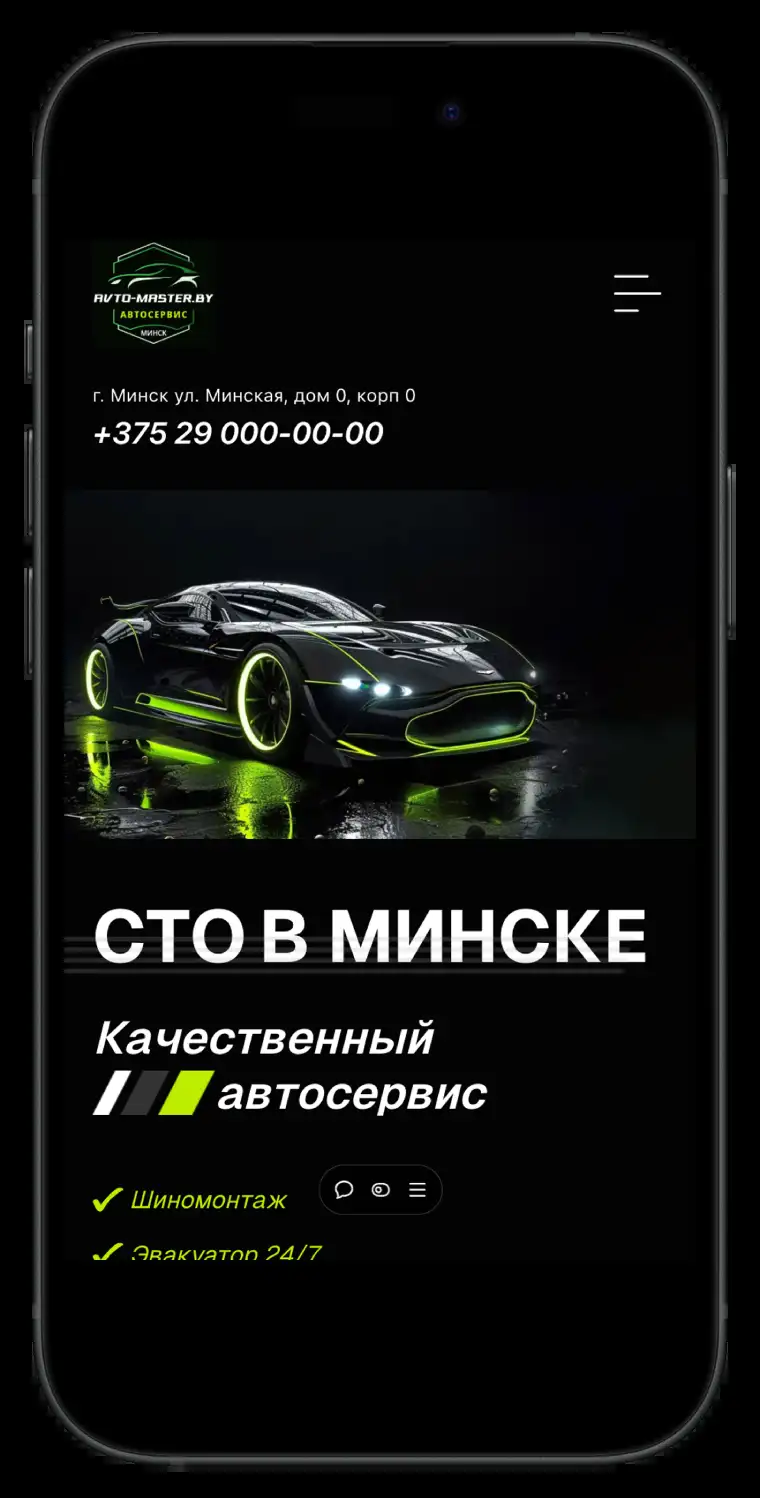 AVTO-MASTER.BY
АВТОСЕРВИС
МИНСК
г. Минск ул. Минская, дом 0, корп 0
+375 29 000-00-00
СТО В МИНСКЕ
Качественный
автосервис
Шиномонтаж
Эвакуатор 24/7